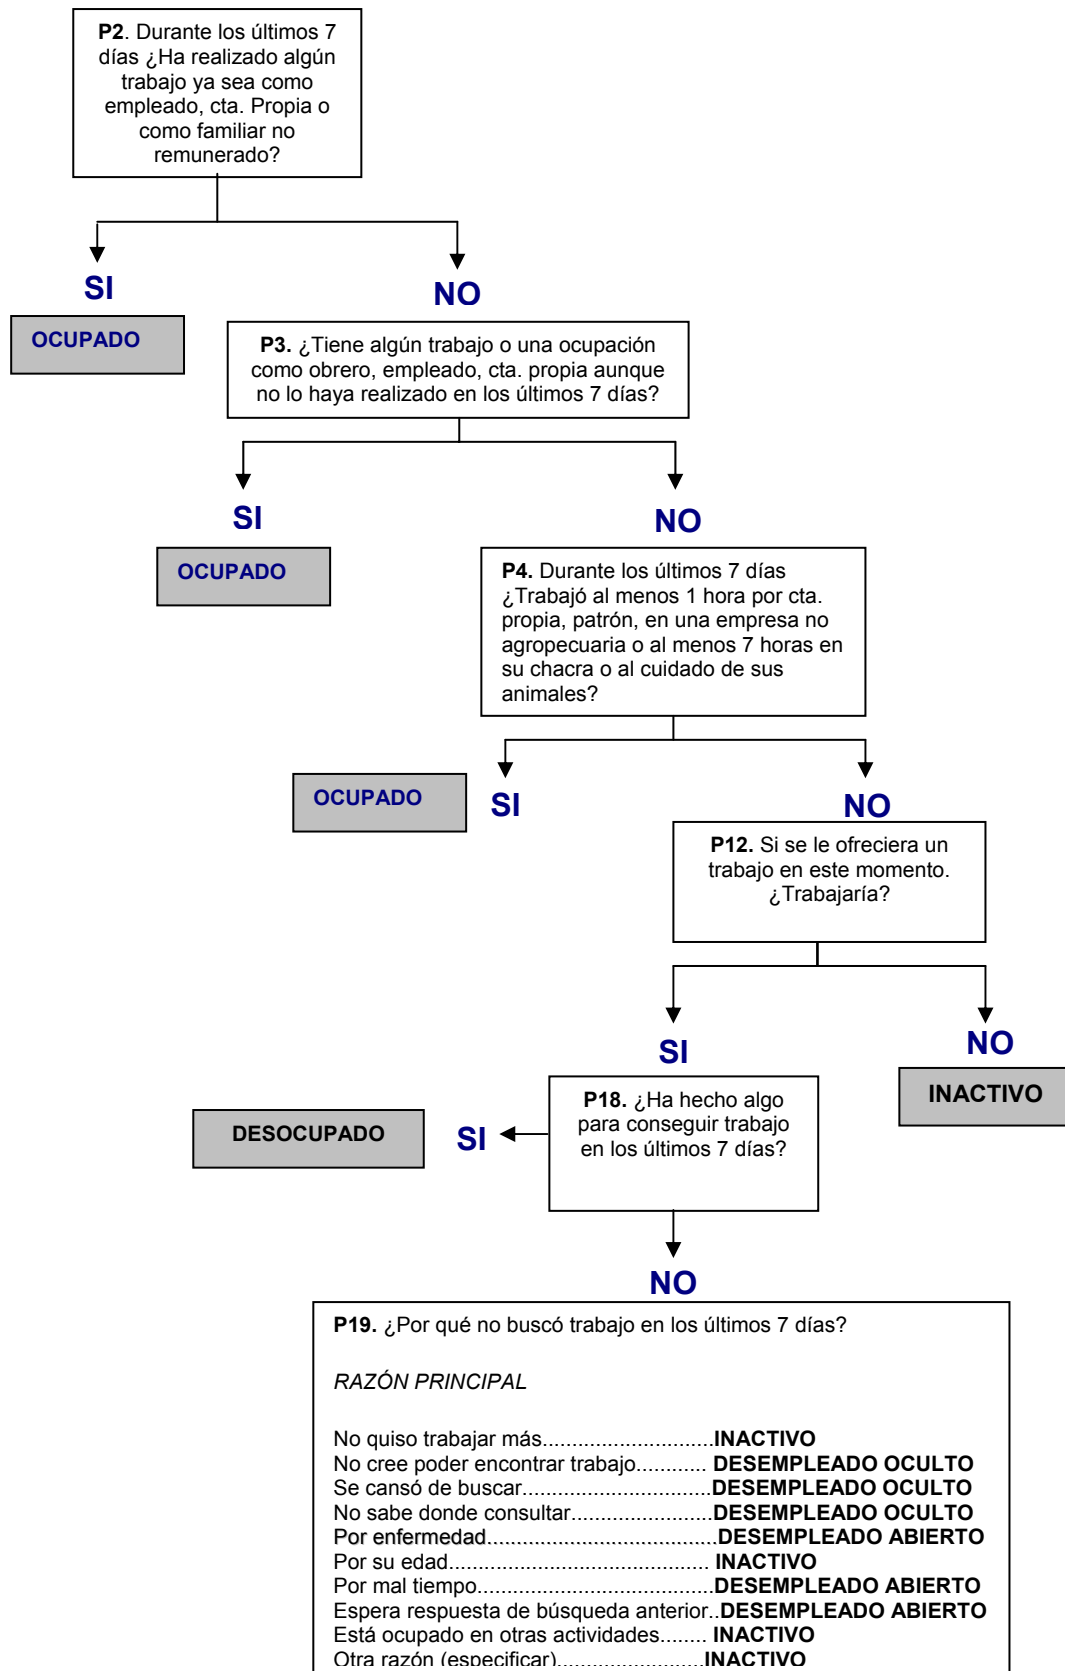 P2. Durante los últimos 7
días ¿Ha realizado algún
trabajo ya sea como
empleado, cta. Propia o
como familiar no
remunerado?
SI
NO
OCUPADO
P3. ¿Tiene algún trabajo o una ocupación
como obrero, empleado, cta. propia aunque
no lo haya realizado en los últimos 7 días?
SI
NO
OCUPADO
P4. Durante los últimos 7 días
¿Trabajó al menos 1 hora por cta.
propia, patrón, en una empresa no
agropecuaria o al menos 7 horas en
su chacra o al cuidado de sus
animales?
OCUPADO
SI
NO
P12. Si se le ofreciera un
trabajo en este momento.
¿Trabajaría?
SI
NO
INACTIVO
P18. ¿Ha hecho algo
para conseguir trabajo
en los últimos 7 días?
DESOCUPADO
SI
NO
P19. ¿Por qué no buscó trabajo en los últimos 7 días?
RAZÓN PRINCIPAL
No quiso trabajar más.............................INACTIVO
No cree poder encontrar trabajo............ DESEMPLEADO OCULTO
Se cansó de buscar................................DESEMPLEADO OCULTO
No sabe donde consultar........................DESEMPLEADO OCULTO
Por enfermedad.......................................DESEMPLEADO ABIERTO
Por su edad............................................ INACTIVO
Por mal tiempo........................................DESEMPLEADO ABIERTO
Espera respuesta de búsqueda anterior..DESEMPLEADO ABIERTO
Está ocupado en otras actividades........ INACTIVO
Otra razón (especificar).........................INACTIVO